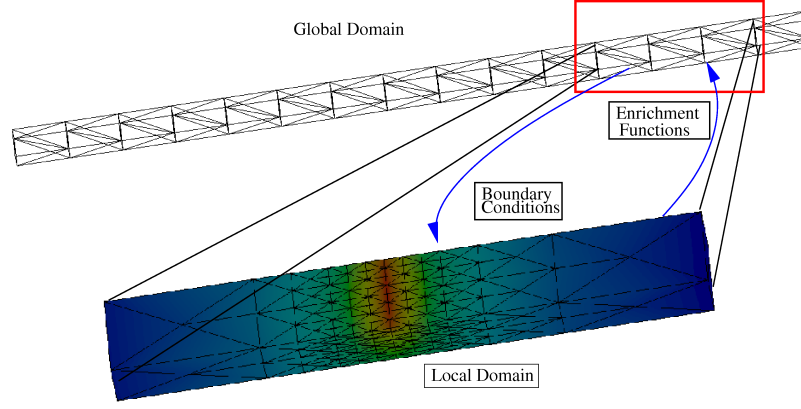 Global Domain
Enrichment
Functions
Boundary
Conditions
Local Domain